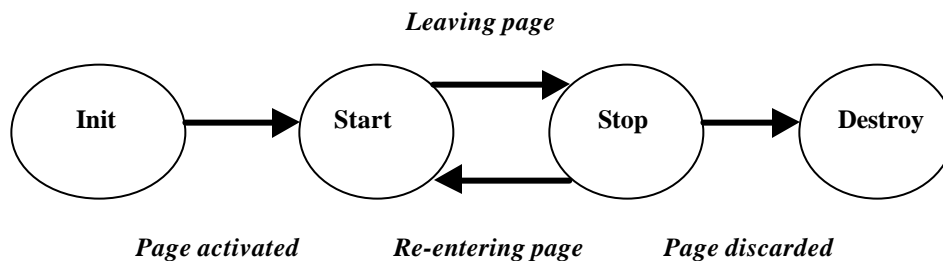 Leaving page
Init Start Stop Destroy
Page activated Re-entering page Page discarded